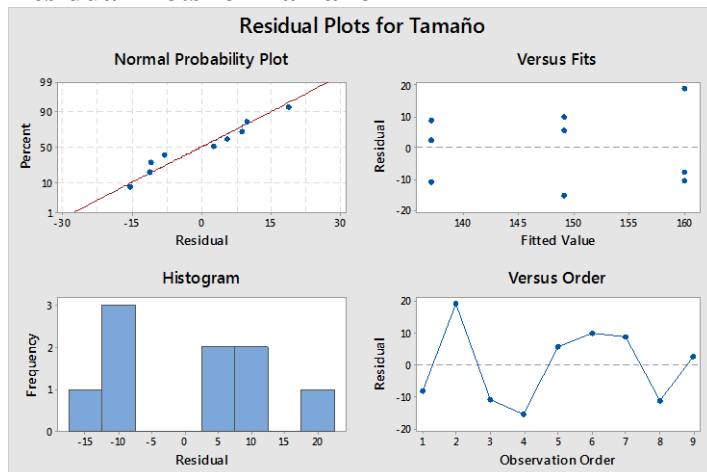 Residual Plots for Tamaño
Normal Probability Plot
99
90
50
10
1
Percent
-30 -15 0 15 30
Residual
Versus Fits
20
10
0
-10
-20
Residual
140 145 150 155 160
Fitted Value
Histogram
3
2
1
0
Frequency
-15 -10 -5 0 5 10 15 20
Residual
Versus Order
20
10
0
-10
-20
Residual
1 2 3 4 5 6 7 8 9
Observation Order